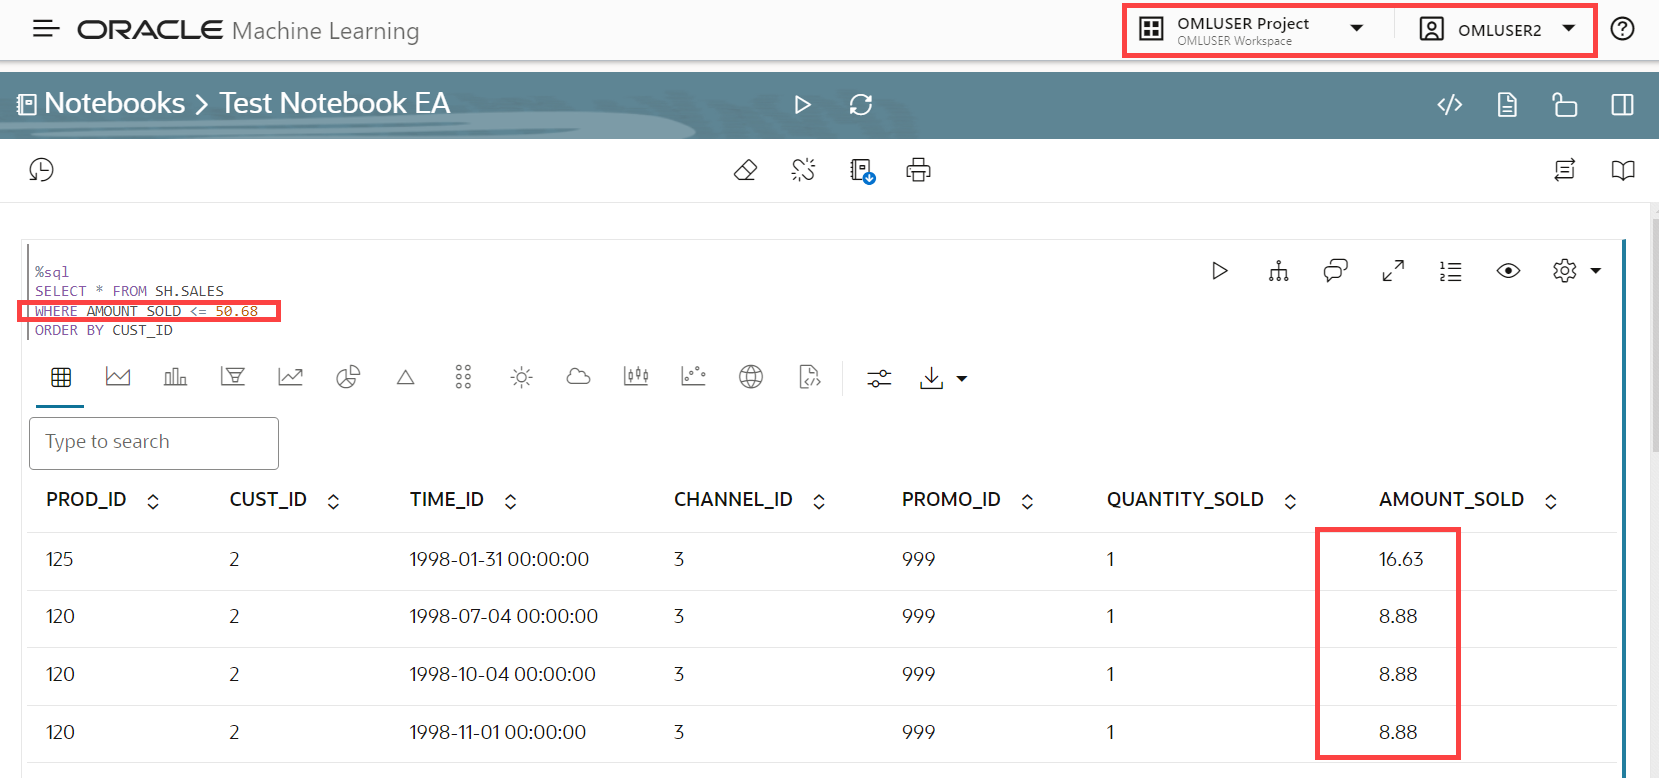 ORACLE Machine Learning
OMLUSER Project
OMLUSER Workspace
OMLUSER2
Notebooks > Test Notebook EA
%sql
SELECT * FROM SH.SALES
WHERE AMOUNT_SOLD <= 50.68
ORDER BY CUST_ID
Type to search
PROD_ID CUST_ID TIME_ID CHANNEL_ID PROMO_ID QUANTITY_SOLD AMOUNT_SOLD
125 2 1998-01-31 00:00:00 3 999 1 16.63
120 2 1998-07-04 00:00:00 3 999 1 8.88
120 2 1998-10-04 00:00:00 3 999 1 8.88
120 2 1998-11-01 00:00:00 3 999 1 8.88